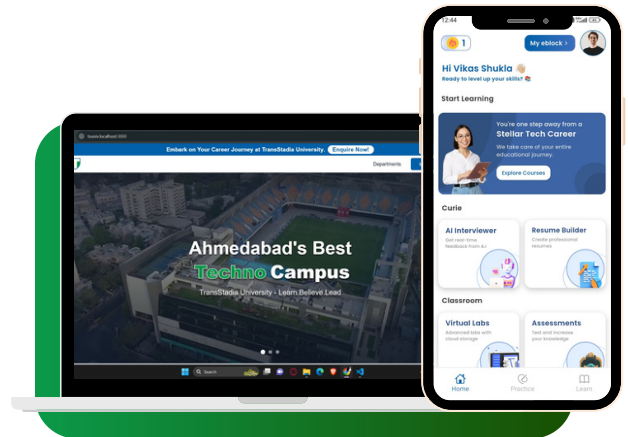 Embark on Your Career Journey at TransStadia University. Enquire Now!
Departments
Ahmedabad's Best
Techno Campus
TransStadia University - Learn.Believe.Lead
Search
12:44
1
My eblock >
Hi Vikas Shukla 👋🏼
Ready to level up your skills? 📚
Start Learning
You're one step away from a
Stellar Tech Career
We take care of your entire
educational journey.
Explore Courses
Curie
AI Interviewer
Get real-time
feedback from A.I
Resume Builder
Create professional
resumes
Classroom
Virtual Labs
Advanced labs with
cloud storage
Assessments
Test and increase
your knowledge
Home
Practice
Learn